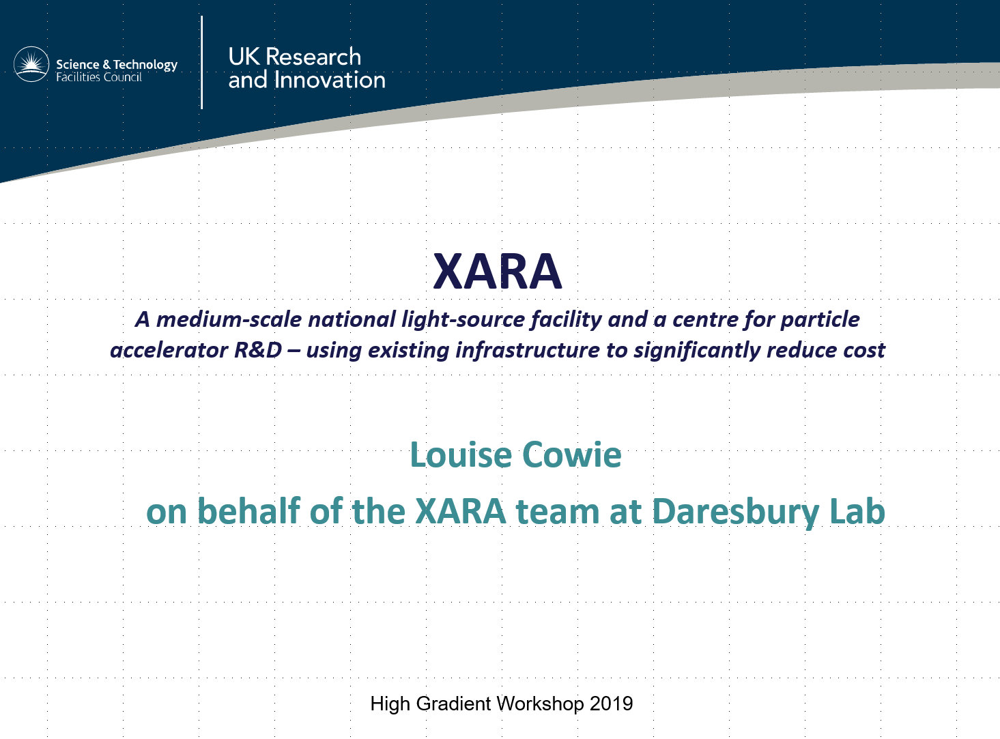 Science & Technology
Facilities Council
UK Research
and Innovation
XARA
A medium-scale national light-source facility and a centre for particle
accelerator R&D – using existing infrastructure to significantly reduce cost
Louise Cowie
on behalf of the XARA team at Daresbury Lab
High Gradient Workshop 2019